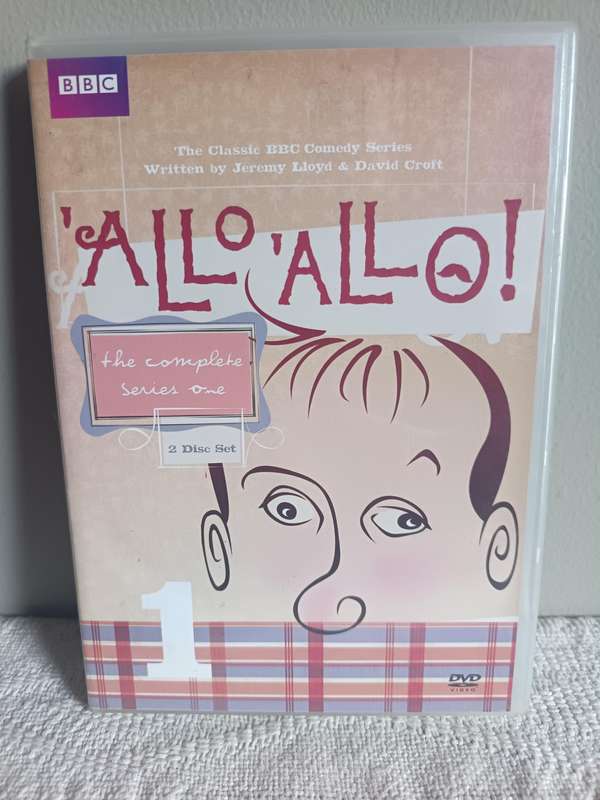 BBC
The Classic BBC Comedy Series
Written by Jeremy Lloyd & David Croft
'ALLO 'ALLO!
the complete
series one
2 Disc Set
1
DVD
VIDEO